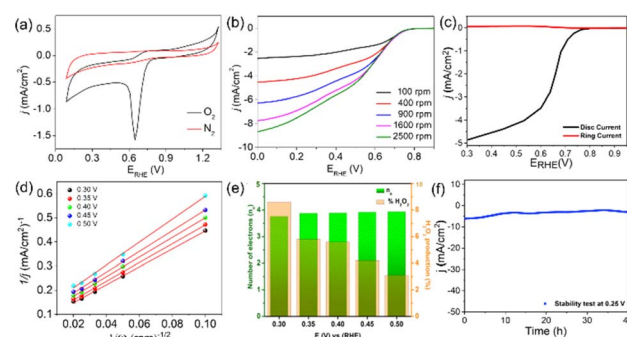 (a)
0.5
0.0
-0.5
-1.0
-1.5
j (mA/cm²)
O₂
N₂
0.0 0.3 0.6 0.9 1.2
E_RHE (V)
(b)
0
-2
-4
-6
-8
-10
j (mA/cm²)
100 rpm
400 rpm
900 rpm
1600 rpm
2500 rpm
0.0 0.2 0.4 0.6 0.8 1.0
E_RHE (V)
(c)
0
-1
-2
-3
-4
-5
j (mA/cm²)
Disc Current
Ring Current
0.3 0.4 0.5 0.6 0.7 0.8 0.9
E_RHE(V)
(d)
0.6
0.5
0.4
0.3
0.2
0.1
1/j (mA/cm²)⁻¹
0.30 V
0.35 V
0.40 V
0.45 V
0.50 V
0.02 0.04 0.06 0.08 0.10
(e)
5
4
3
2
1
0
Number of electrons (nₑ)
nₑ
% H₂O₂
10
8
6
4
2
0
H₂O₂ production (%)
0.30 0.35 0.40 0.45 0.50
E (V) vs (RHE)
(f)
10
0
-10
-20
-30
-40
-50
j (mA/cm²)
Stability test at 0.25 V
0 10 20 30 40
Time (h)